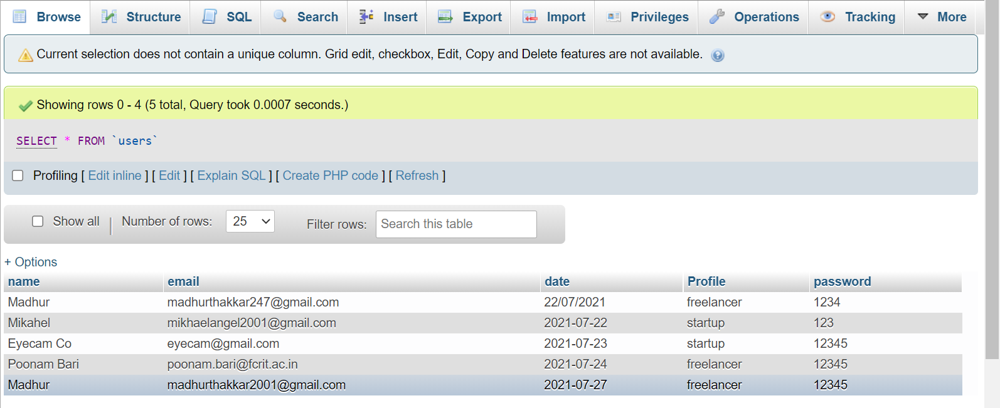 Browse Structure SQL Search Insert Export Import Privileges Operations Tracking More
Current selection does not contain a unique column. Grid edit, checkbox, Edit, Copy and Delete features are not available.
Showing rows 0 - 4 (5 total, Query took 0.0007 seconds.)
SELECT * FROM `users`
Profiling [ Edit inline ] [ Edit ] [ Explain SQL ] [ Create PHP code ] [ Refresh ]
Show all | Number of rows: 25 Filter rows: Search this table
+ Options
name email date Profile password
Madhur madhurthakkar247@gmail.com 22/07/2021 freelancer 1234
Mikahel mikhaelangel2001@gmail.com 2021-07-22 startup 123
Eyecam Co eyecam@gmail.com 2021-07-23 startup 12345
Poonam Bari poonam.bari@fcrit.ac.in 2021-07-24 freelancer 12345
Madhur madhurthakkar2001@gmail.com 2021-07-27 freelancer 12345